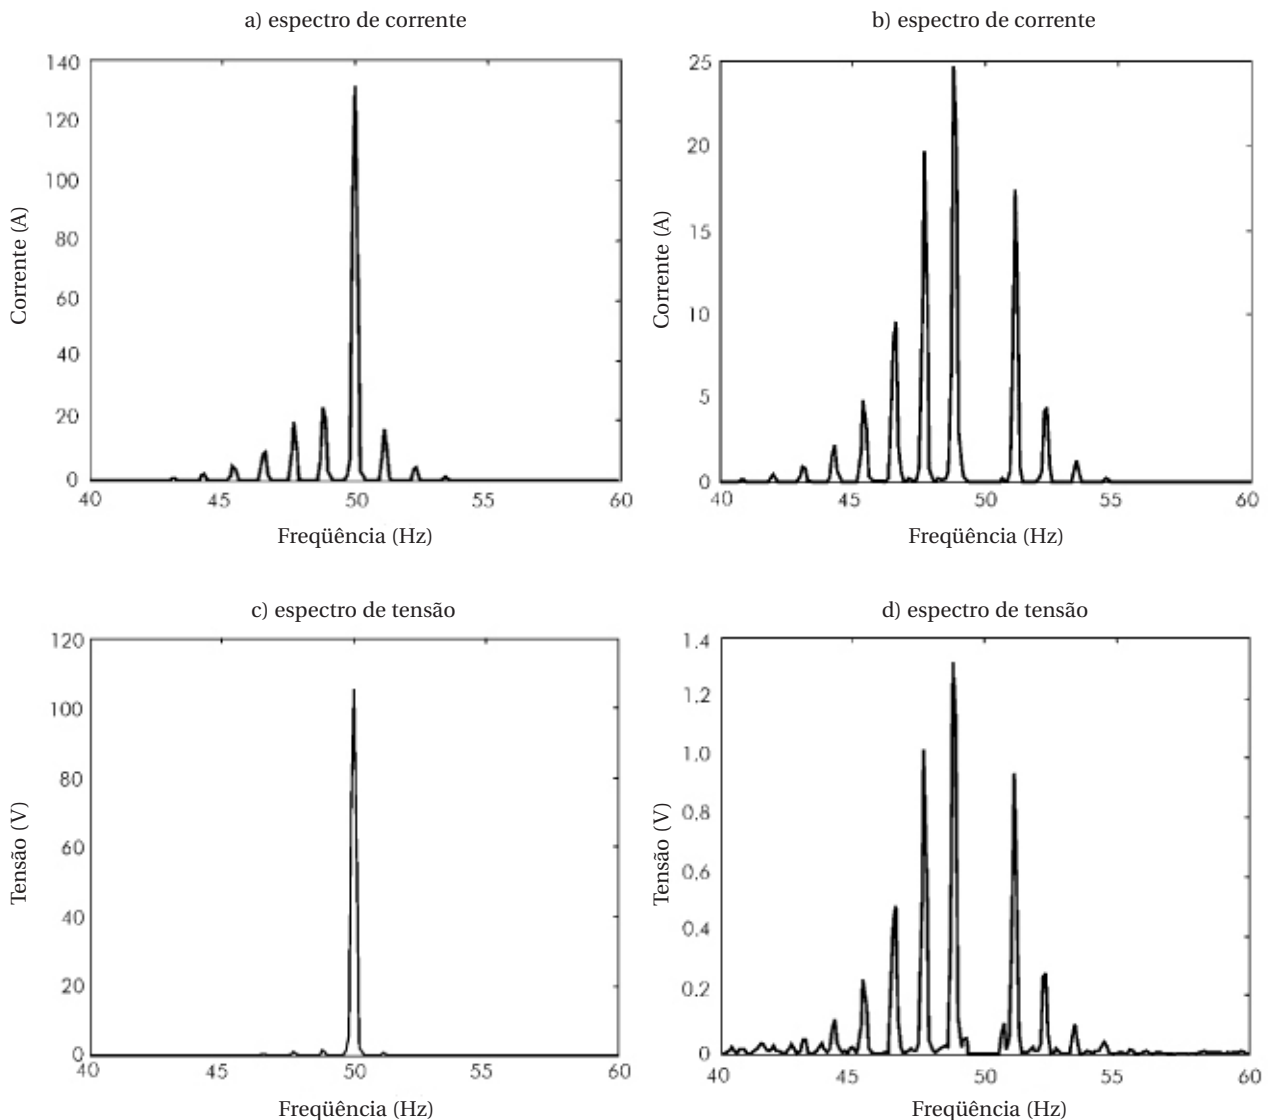 a) espectro de corrente
140
120
100
80
60
40
20
0
Corrente (A)
40 45 50 55 60
Freqüência (Hz)
b) espectro de corrente
25
20
15
10
5
0
Corrente (A)
40 45 50 55 60
Freqüência (Hz)
c) espectro de tensão
120
100
80
60
40
20
0
Tensão (V)
40 45 50 55 60
Freqüência (Hz)
d) espectro de tensão
1.4
1.2
1.0
0.8
0.6
0.4
0.2
0
Tensão (V)
40 45 50 55 60
Freqüência (Hz)